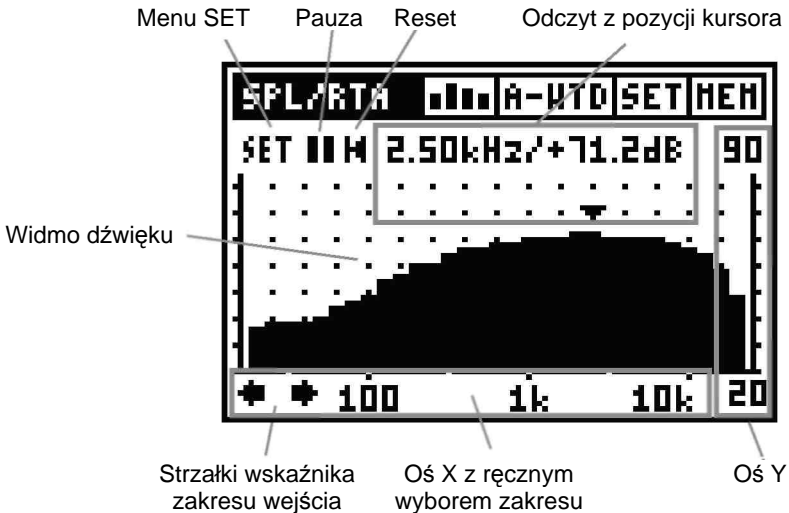 Menu SET Pauza Reset Odczyt z pozycji kursora
SPL/RTA A-WTD SET MEM
SET 2.50kHz/+71.2dB 90
Widmo dźwięku
100 1k 10k 20
Strzałki wskaźnika Oś X z ręcznym Oś Y
zakresu wejścia wyborem zakresu